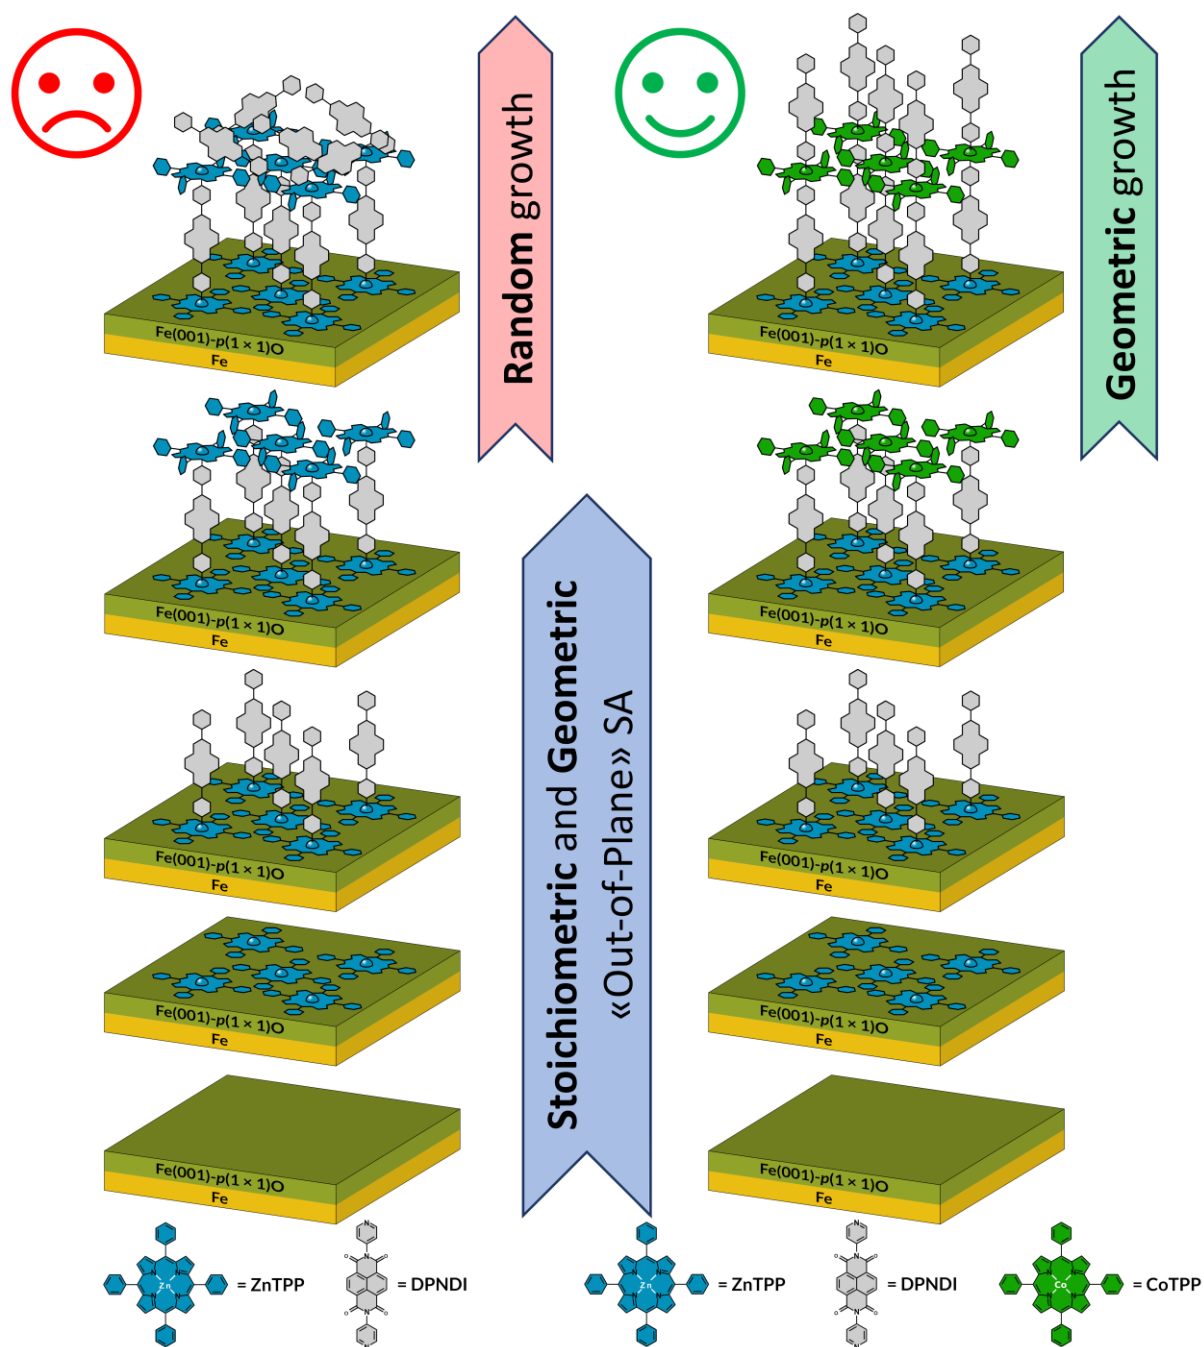 Random growth
Geometric growth
Fe(001)-p(1 × 1)O
Fe
Fe(001)-p(1 × 1)O
Fe
Fe(001)-p(1 × 1)O
Fe
Fe(001)-p(1 × 1)O
Fe
Stoichiometric and Geometric
«Out-of-Plane» SA
Fe(001)-p(1 × 1)O
Fe
Fe(001)-p(1 × 1)O
Fe
Fe(001)-p(1 × 1)O
Fe
Fe(001)-p(1 × 1)O
Fe
Fe(001)-p(1 × 1)O
Fe
Fe(001)-p(1 × 1)O
Fe
N N Zn N N = ZnTPP
N O O N O O N N = DPNDI
N N Zn N N = ZnTPP
N O O N O O N N = DPNDI
N N Co N N = CoTPP